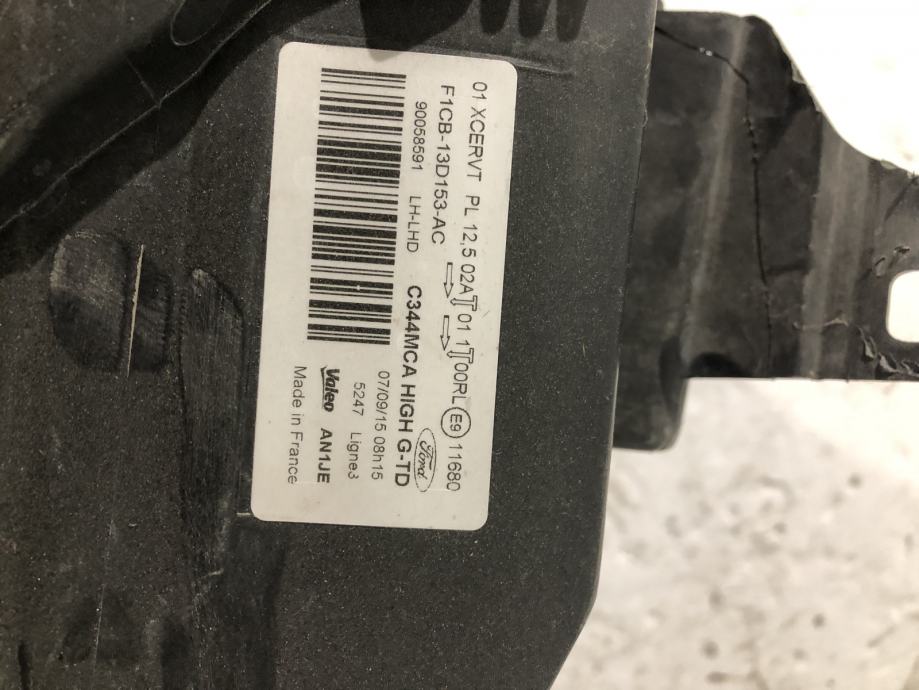 01 XCERVT PL 12,5 02A 01 1 00RL E9 11680
F1CB-13D153-AC
Ford
90058591 LH-LHD C344MCA HIGH G-TD
07/09/15 08h15
5247 Ligne3
Valeo AN1JE
Made in France